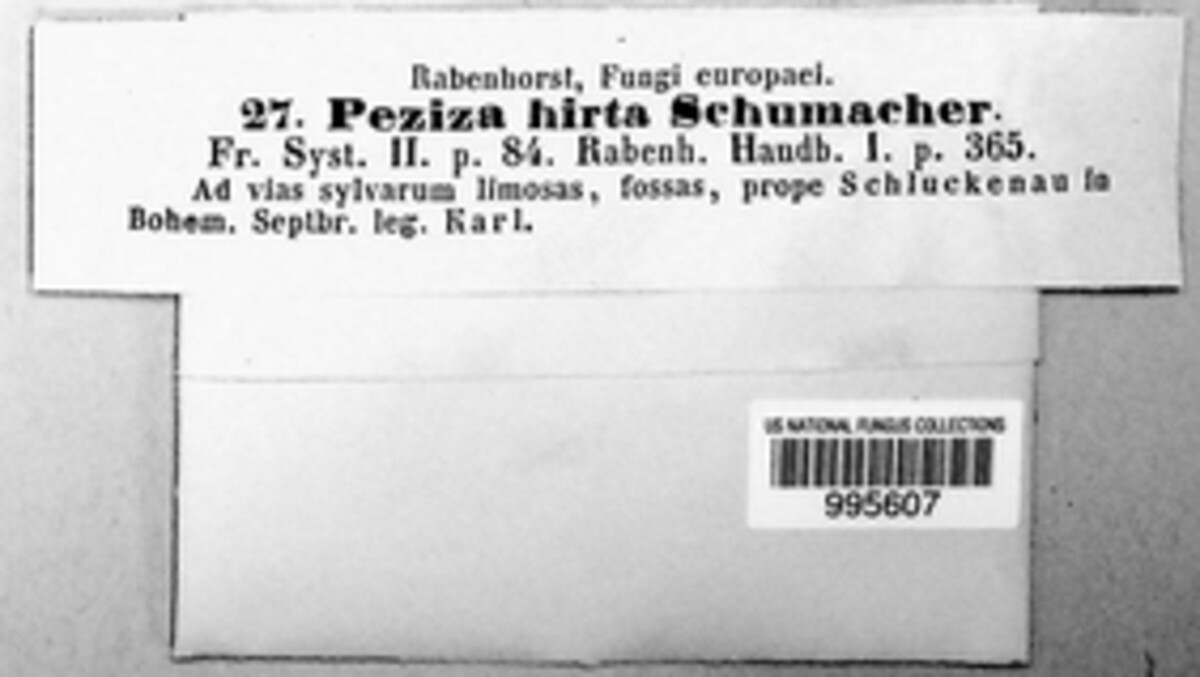 Rabenhorst, Fungi europaei.
27. Peziza hirta Schumacher.
Fr. Syst. II. p. 84. Rabenh. Handb. I. p. 365.
Ad vias sylvarum limosas, fossas, prope Schluckenau in
Bohem. Septbr. leg. Karl.
US NATIONAL FUNGUS COLLECTIONS
995607